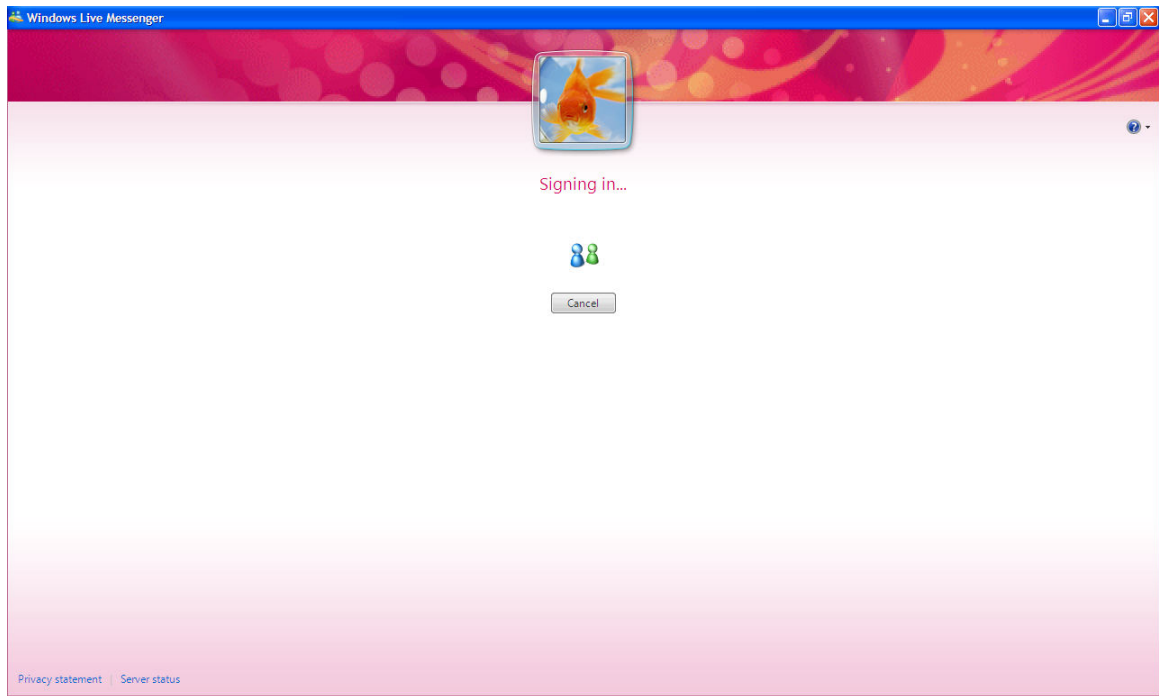 Windows Live Messenger
Signing in...
Cancel
Privacy statement | Server status